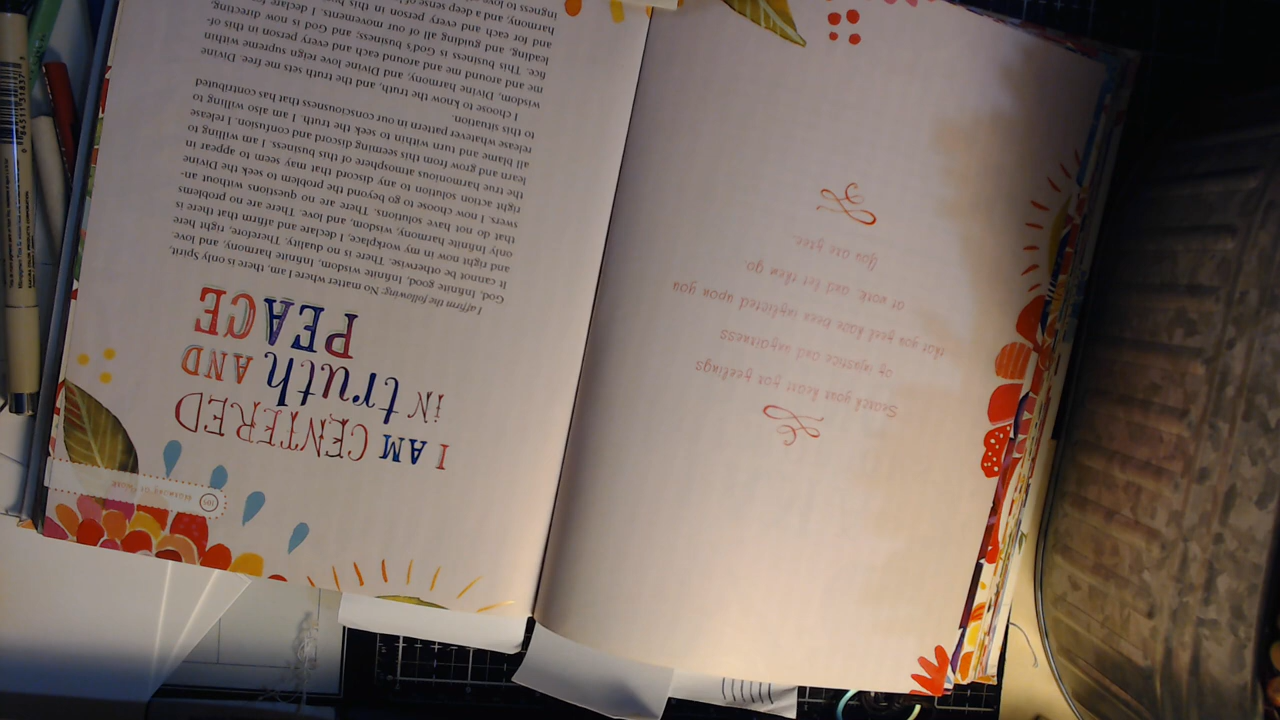 Search your heart for feelings
of injustice and unfairness
that you feel have been inflicted upon you
at work, and let them go.
You are free.
I AM CENTERED
IN truth AND
PEACE
I affirm the following: No matter where I am, there is only Spirit,
God, Infinite good, Infinite wisdom, Infinite harmony, and love.
It cannot be otherwise. There is no duality. Therefore, right here
and right now in my workplace, I declare and affirm that there is
only Infinite harmony, wisdom, and love. There are no problems
that do not have solutions. There are no questions without an-
swers. I now choose to go beyond the problem to seek the Divine
right action solution to any discord that may seem to appear in
the true harmonious atmosphere of this business. I am willing to
learn and grow from this seeming discord and confusion. I release
all blame and turn within to seek the truth. I am also willing to
release whatever pattern in our consciousness that has contributed
to this situation.
I choose to know the truth, and the truth sets me free. Divine
wisdom, Divine harmony, and Divine love reign supreme within
me and around me and around each and every person in this of-
fice. This business is God's business, and God is now directing,
leading, and guiding all of our movements. I declare for
and for each and every person in this
harmony, and a deep sense of